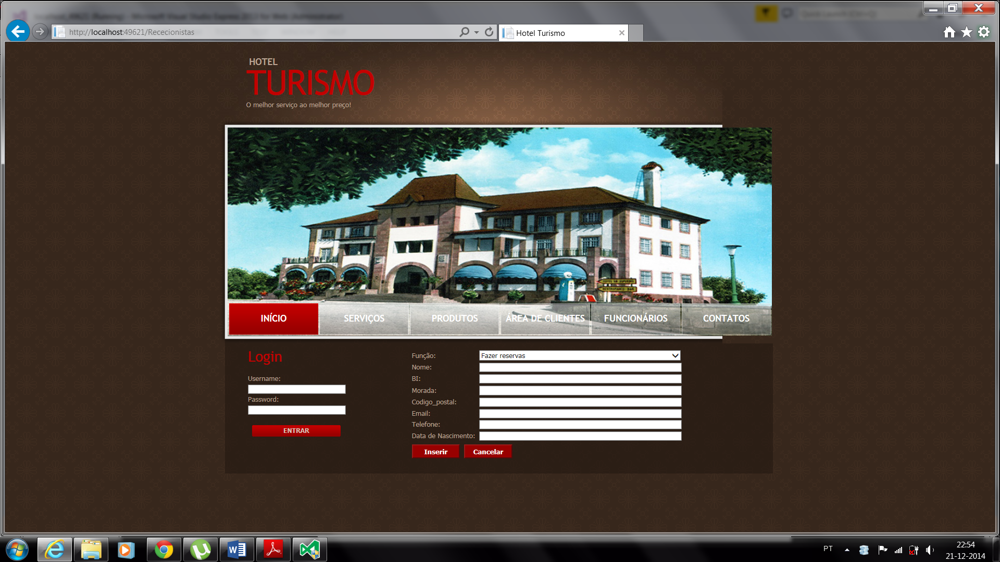 http://localhost:49621/Rececionistas
Hotel Turismo
HOTEL
TURISMO
O melhor serviço ao melhor preço!
INÍCIO
SERVIÇOS
PRODUTOS
ÁREA DE CLIENTES
FUNCIONÁRIOS
CONTATOS
Login
Username:
Password:
ENTRAR
Função: Fazer reservas
Nome:
BI:
Morada:
Codigo_postal:
Email:
Telefone:
Data de Nascimento:
Inserir Cancelar
PT
22:54
21-12-2014